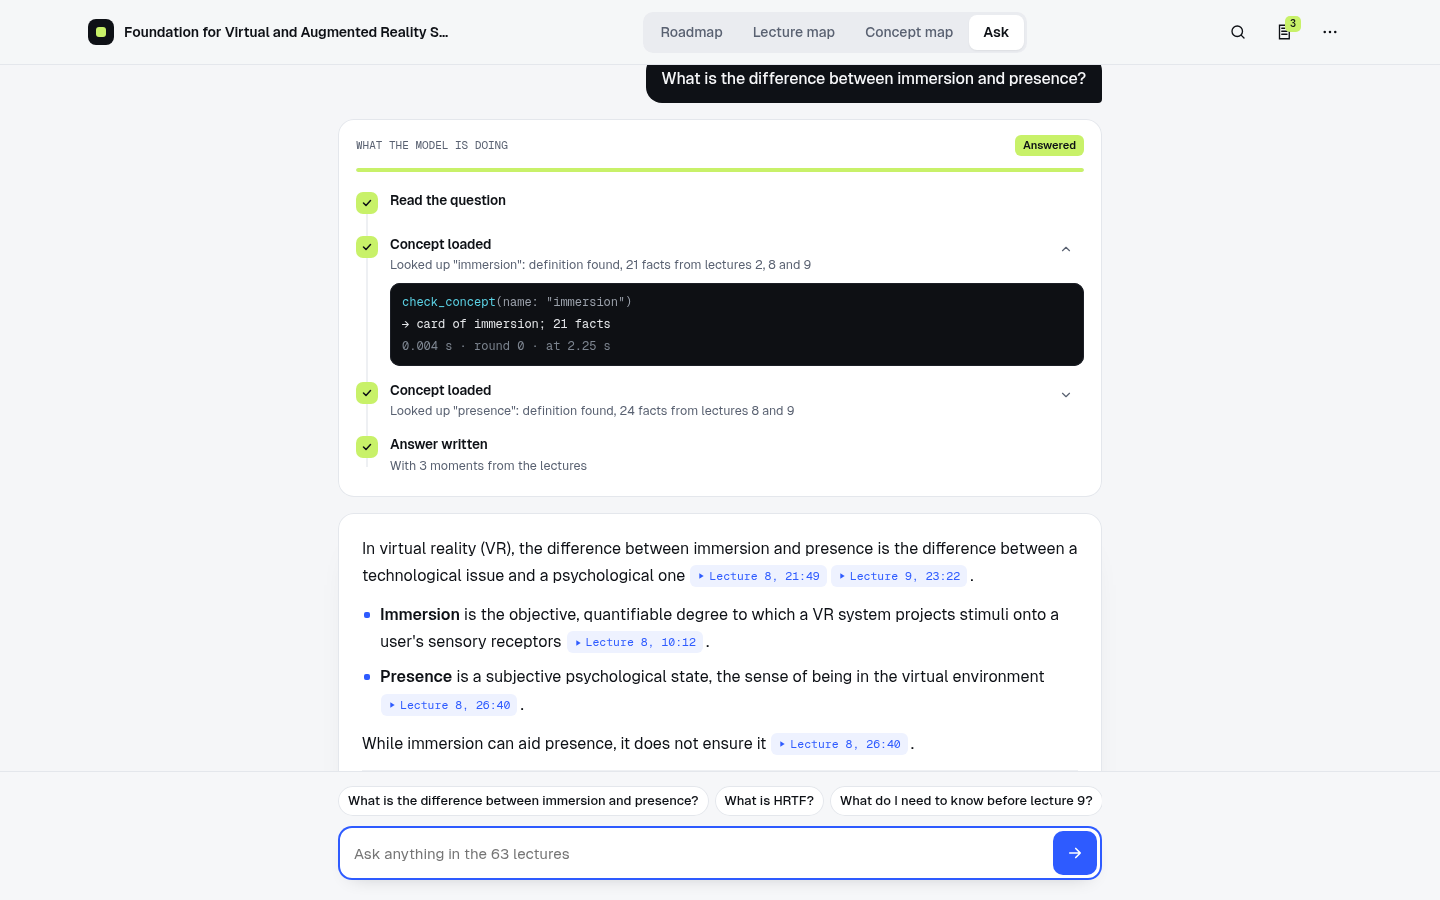 Foundation for Virtual and Augmented Reality S...
Roadmap
Lecture map
Concept map
Ask
3
What is the difference between immersion and presence?
WHAT THE MODEL IS DOING
Answered
Read the question
Concept loaded
Looked up "immersion": definition found, 21 facts from lectures 2, 8 and 9
check_concept(name: "immersion")
→ card of immersion; 21 facts
0.004 s · round 0 · at 2.25 s
Concept loaded
Looked up "presence": definition found, 24 facts from lectures 8 and 9
Answer written
With 3 moments from the lectures
In virtual reality (VR), the difference between immersion and presence is the difference between a
technological issue and a psychological one Lecture 8, 21:49 Lecture 9, 23:22 .
Immersion is the objective, quantifiable degree to which a VR system projects stimuli onto a
user's sensory receptors Lecture 8, 10:12 .
Presence is a subjective psychological state, the sense of being in the virtual environment
Lecture 8, 26:40 .
While immersion can aid presence, it does not ensure it Lecture 8, 26:40 .
What is the difference between immersion and presence?
What is HRTF?
What do I need to know before lecture 9?
Ask anything in the 63 lectures